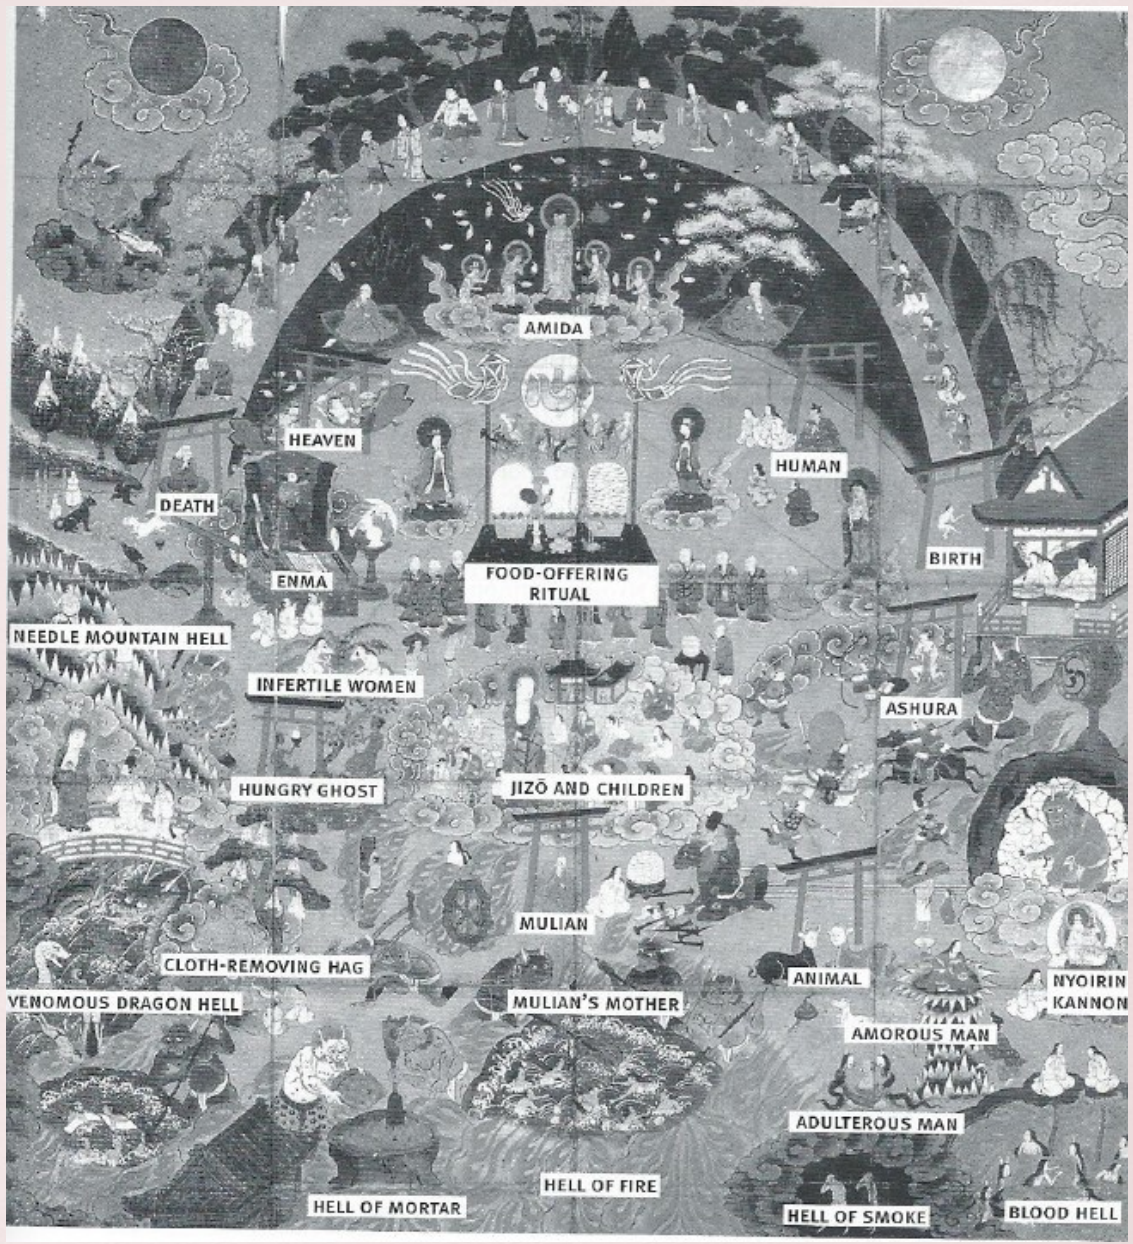 AMIDA
HEAVEN
HUMAN
DEATH
BIRTH
ENMA
FOOD-OFFERING
RITUAL
NEEDLE MOUNTAIN HELL
INFERTILE WOMEN
ASHURA
HUNGRY GHOST
JIZŌ AND CHILDREN
MULIAN
CLOTH-REMOVING HAG
ANIMAL
NYOIRIN
KANNON
VENOMOUS DRAGON HELL
MULIAN'S MOTHER
AMOROUS MAN
ADULTEROUS MAN
HELL OF FIRE
HELL OF MORTAR
HELL OF SMOKE
BLOOD HELL